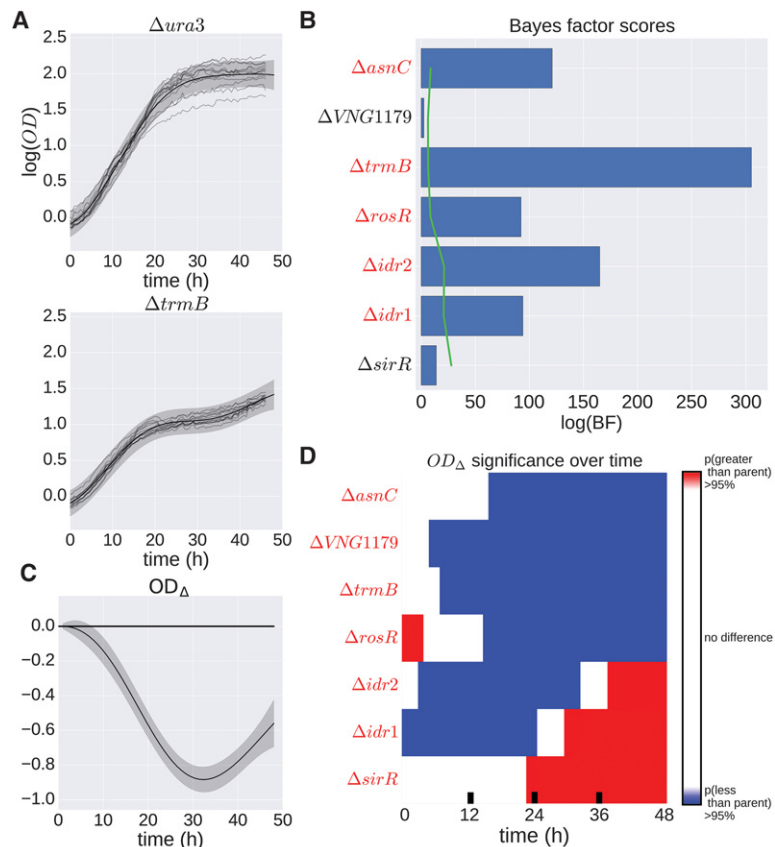 A
Δura3
2.5
2.0
1.5
1.0
0.5
0.0
log(OD)
0 10 20 30 40 50
time (h)
ΔtrmB
2.5
2.0
1.5
1.0
0.5
0.0
0 10 20 30 40 50
time (h)
B
Bayes factor scores
ΔasnC
ΔVNG1179
ΔtrmB
ΔrosR
Δidr2
Δidr1
ΔsirR
0 50 100 150 200 250 300
log(BF)
C
ODΔ
0.0
−0.2
−0.4
−0.6
−0.8
−1.0
0 10 20 30 40 50
time (h)
D
ODΔ significance over time
ΔasnC
ΔVNG1179
ΔtrmB
ΔrosR
Δidr2
Δidr1
ΔsirR
0 12 24 36 48
time (h)
p(greater
than parent)
>95%
no difference
p(less
than parent)
>95%